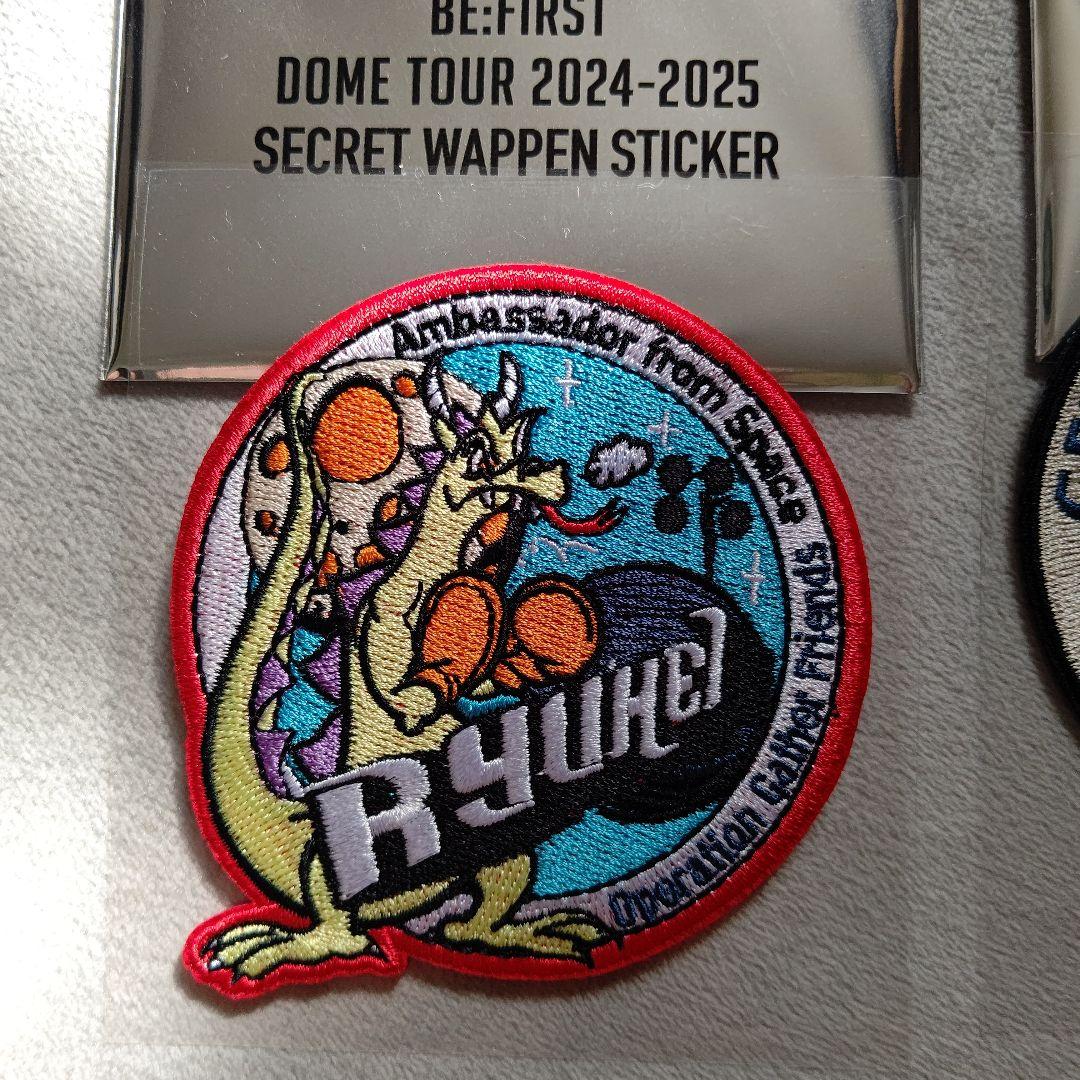 BE:FIRST
DOME TOUR 2024-2025
SECRET WAPPEN STICKER
Ambassador from Space
RYUHEI
Operation Gather Friends